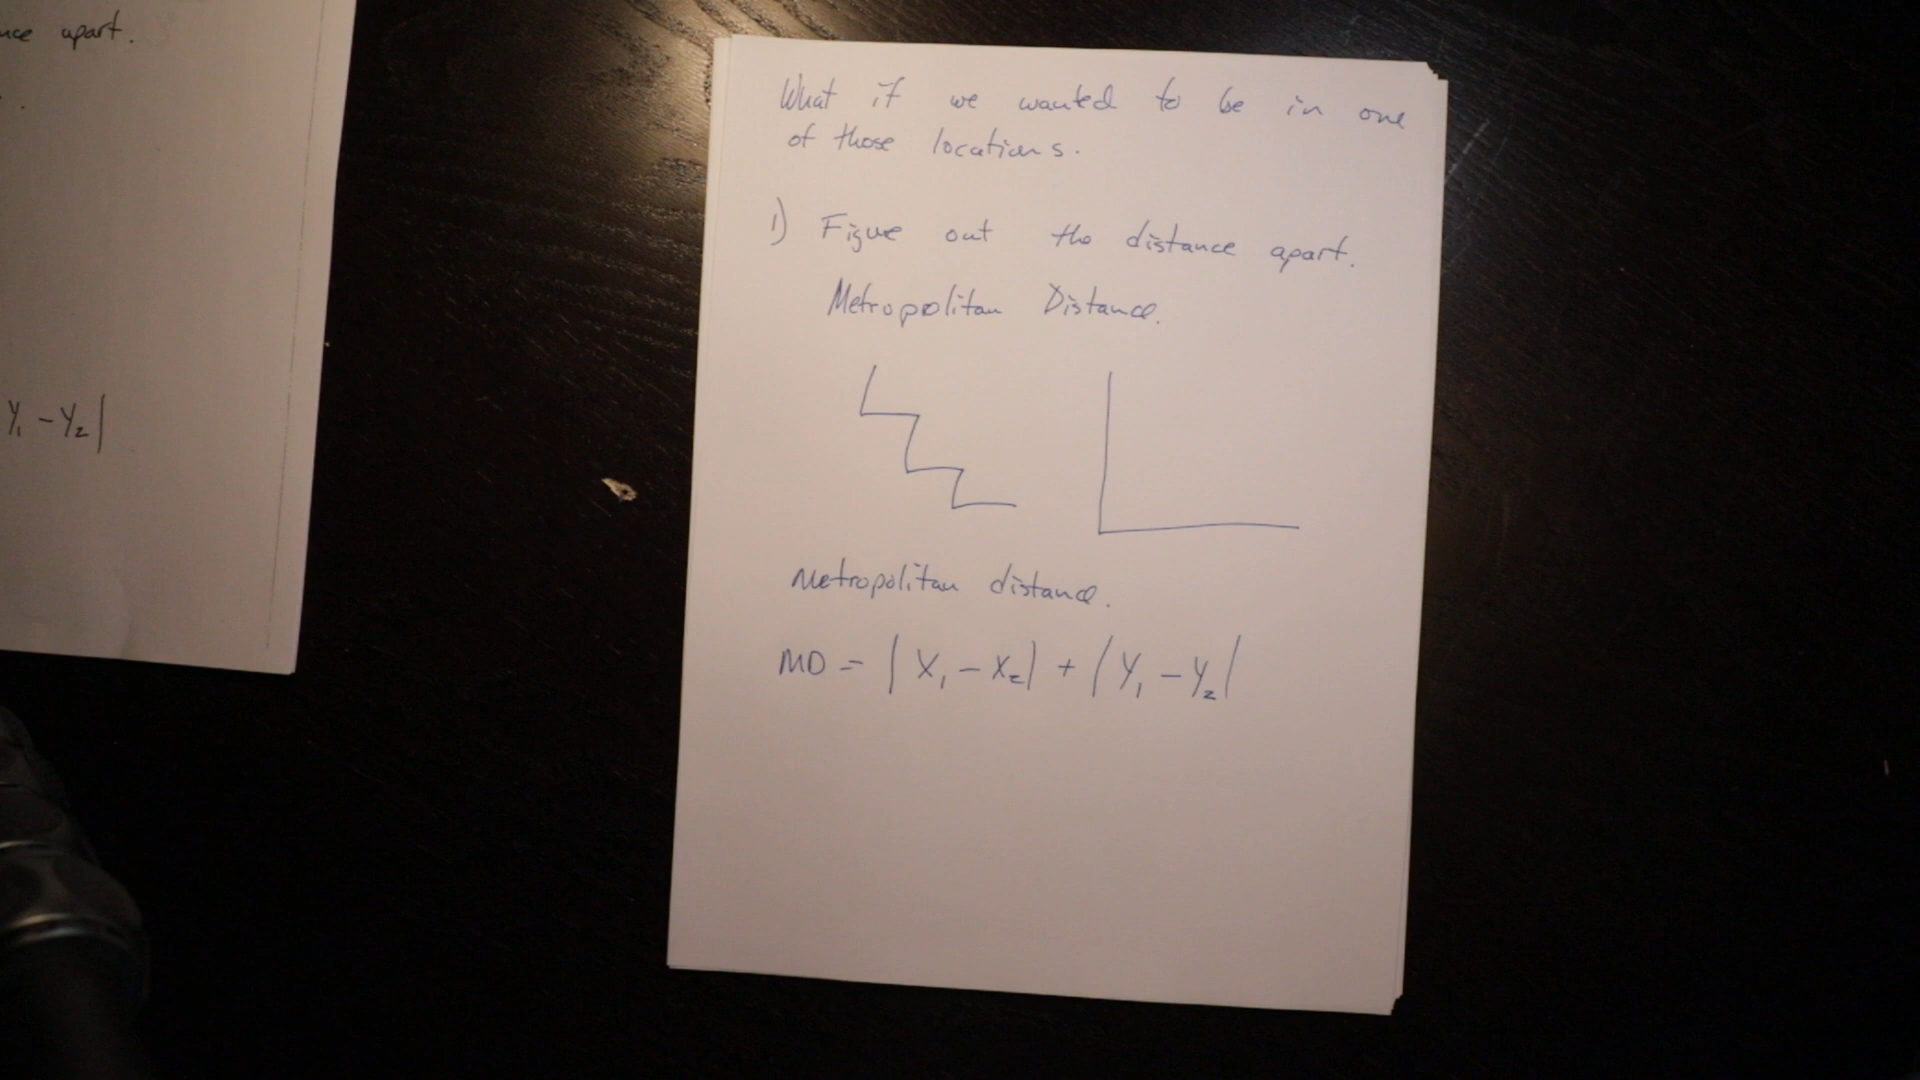 nce apart.
Y₁ - Y₂|
What if we wanted to be in one
of those locations.
1) Figure out the distance apart.
Metropolitan Distance.
Metropolitan distance.
MD = |X₁ - X₂| + |Y₁ - Y₂|